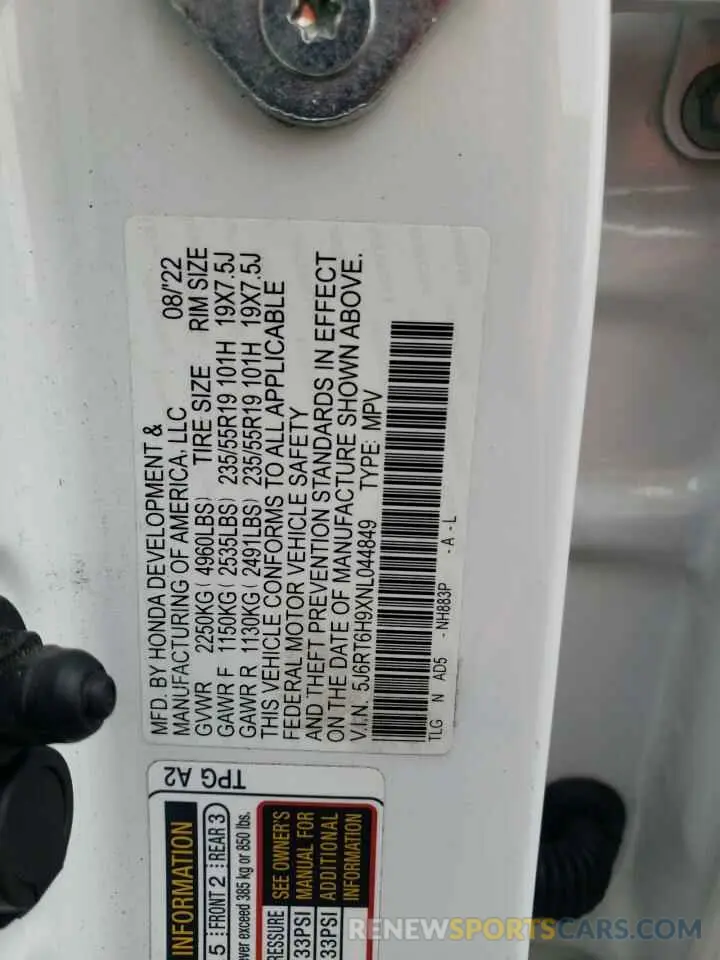 MFD. BY HONDA DEVELOPMENT &
MANUFACTURING OF AMERICA, LLC 08/'22
GVWR 2250KG ( 4960LBS) TIRE SIZE RIM SIZE
GAWR F 1150KG ( 2535LBS) 235/55R19 101H 19X7.5J
GAWR R 1130KG ( 2491LBS) 235/55R19 101H 19X7.5J
THIS VEHICLE CONFORMS TO ALL APPLICABLE
FEDERAL MOTOR VEHICLE SAFETY
AND THEFT PREVENTION STANDARDS IN EFFECT
ON THE DATE OF MANUFACTURE SHOWN ABOVE.
V.I.N. 5J6RT6H9XNL044849 TYPE: MPV
TLG N AD5 - NH883P - A - L
TPG A2
INFORMATION
5 FRONT 2 REAR 3
ever exceed 385 kg or 850 lbs.
PRESSURE
33PSI
33PSI
SEE OWNER'S
MANUAL FOR
ADDITIONAL
INFORMATION
RENEWSPORTSCARS.COM